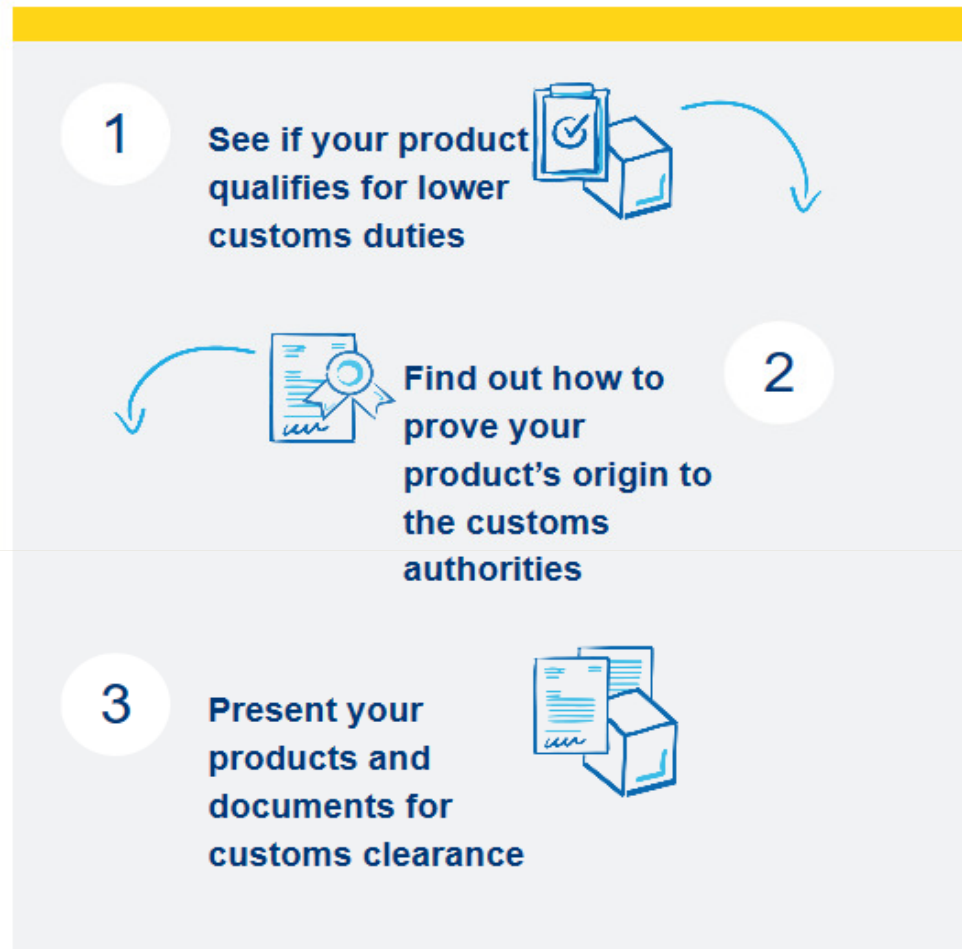 1
See if your product
qualifies for lower
customs duties
2
Find out how to
prove your
product’s origin to
the customs
authorities
3
Present your
products and
documents for
customs clearance